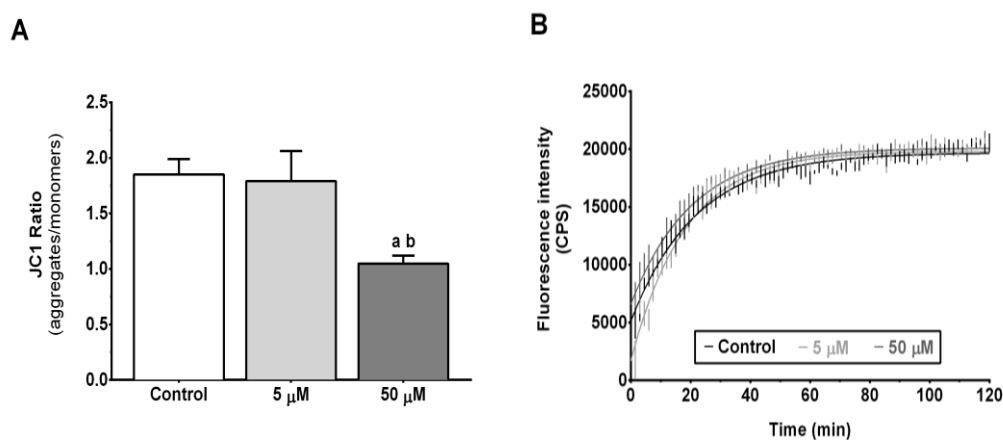 A
JC1 Ratio
(aggregates/monomers)
2.5
2.0
1.5
1.0
0.5
0.0
a b
Control
5 μM
50 μM
B
Fluorescence intensity
(CPS)
25000
20000
15000
10000
5000
0
Control
5 μM
50 μM
0
20
40
60
80
100
120
Time (min)